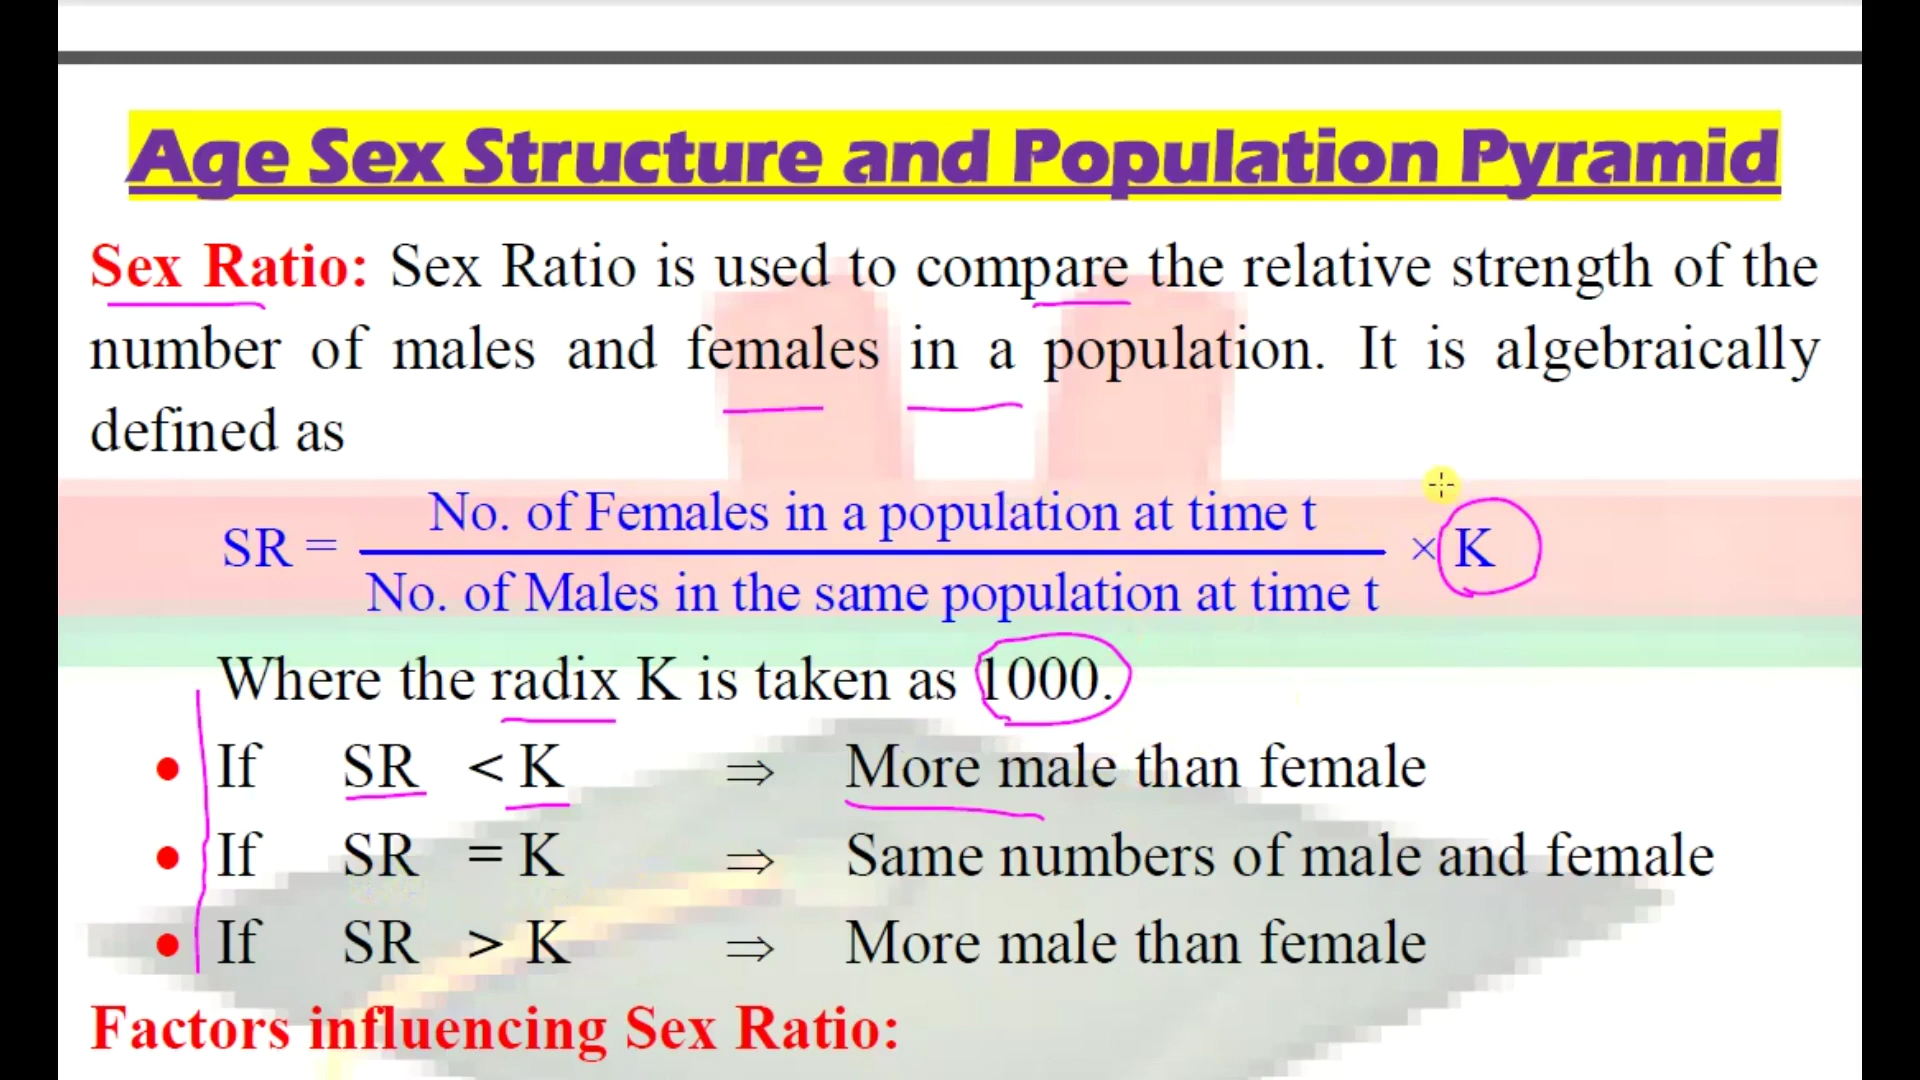 Age Sex Structure and Population Pyramid
Sex Ratio: Sex Ratio is used to compare the relative strength of the
number of males and females in a population. It is algebraically
defined as
SR = No. of Females in a population at time t
No. of Males in the same population at time t × K
Where the radix K is taken as 1000.
• If SR < K ⇒ More male than female
• If SR = K ⇒ Same numbers of male and female
• If SR > K ⇒ More male than female
Factors influencing Sex Ratio: